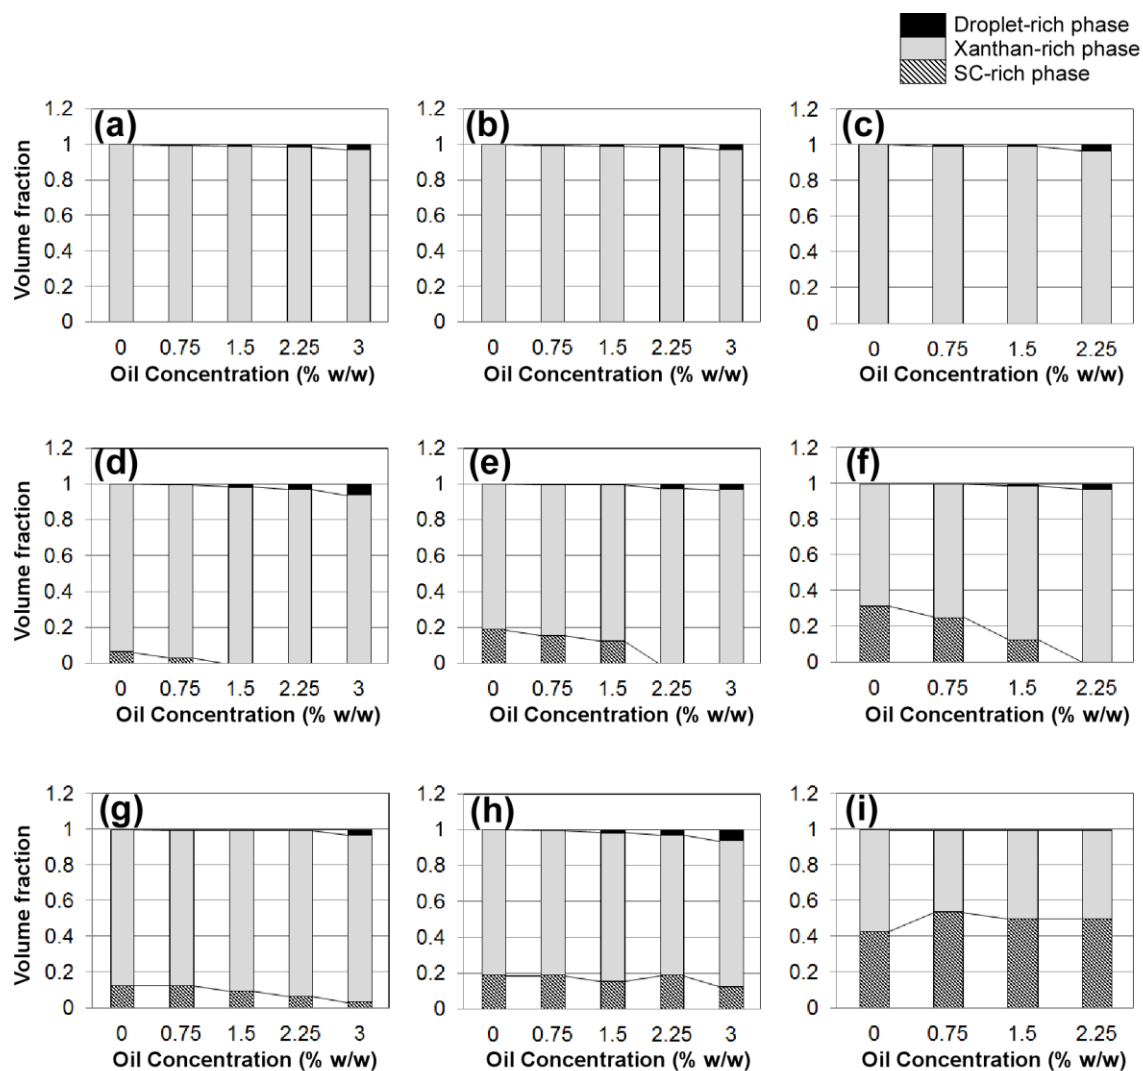 Droplet-rich phase
Xanthan-rich phase
SC-rich phase
(a)
1.2
1
0.8
0.6
0.4
0.2
0
Volume fraction
0 0.75 1.5 2.25 3
Oil Concentration (% w/w)
(b)
1.2
1
0.8
0.6
0.4
0.2
0
0 0.75 1.5 2.25 3
Oil Concentration (% w/w)
(c)
1.2
1
0.8
0.6
0.4
0.2
0
0 0.75 1.5 2.25
Oil Concentration (% w/w)
(d)
1.2
1
0.8
0.6
0.4
0.2
0
Volume fraction
0 0.75 1.5 2.25 3
Oil Concentration (% w/w)
(e)
1.2
1
0.8
0.6
0.4
0.2
0
0 0.75 1.5 2.25 3
Oil Concentration (% w/w)
(f)
1.2
1
0.8
0.6
0.4
0.2
0
0 0.75 1.5 2.25
Oil Concentration (% w/w)
(g)
1.2
1
0.8
0.6
0.4
0.2
0
Volume fraction
0 0.75 1.5 2.25 3
Oil Concentration (% w/w)
(h)
1.2
1
0.8
0.6
0.4
0.2
0
0 0.75 1.5 2.25 3
Oil Concentration (% w/w)
(i)
1.2
1
0.8
0.6
0.4
0.2
0
0 0.75 1.5 2.25
Oil Concentration (% w/w)